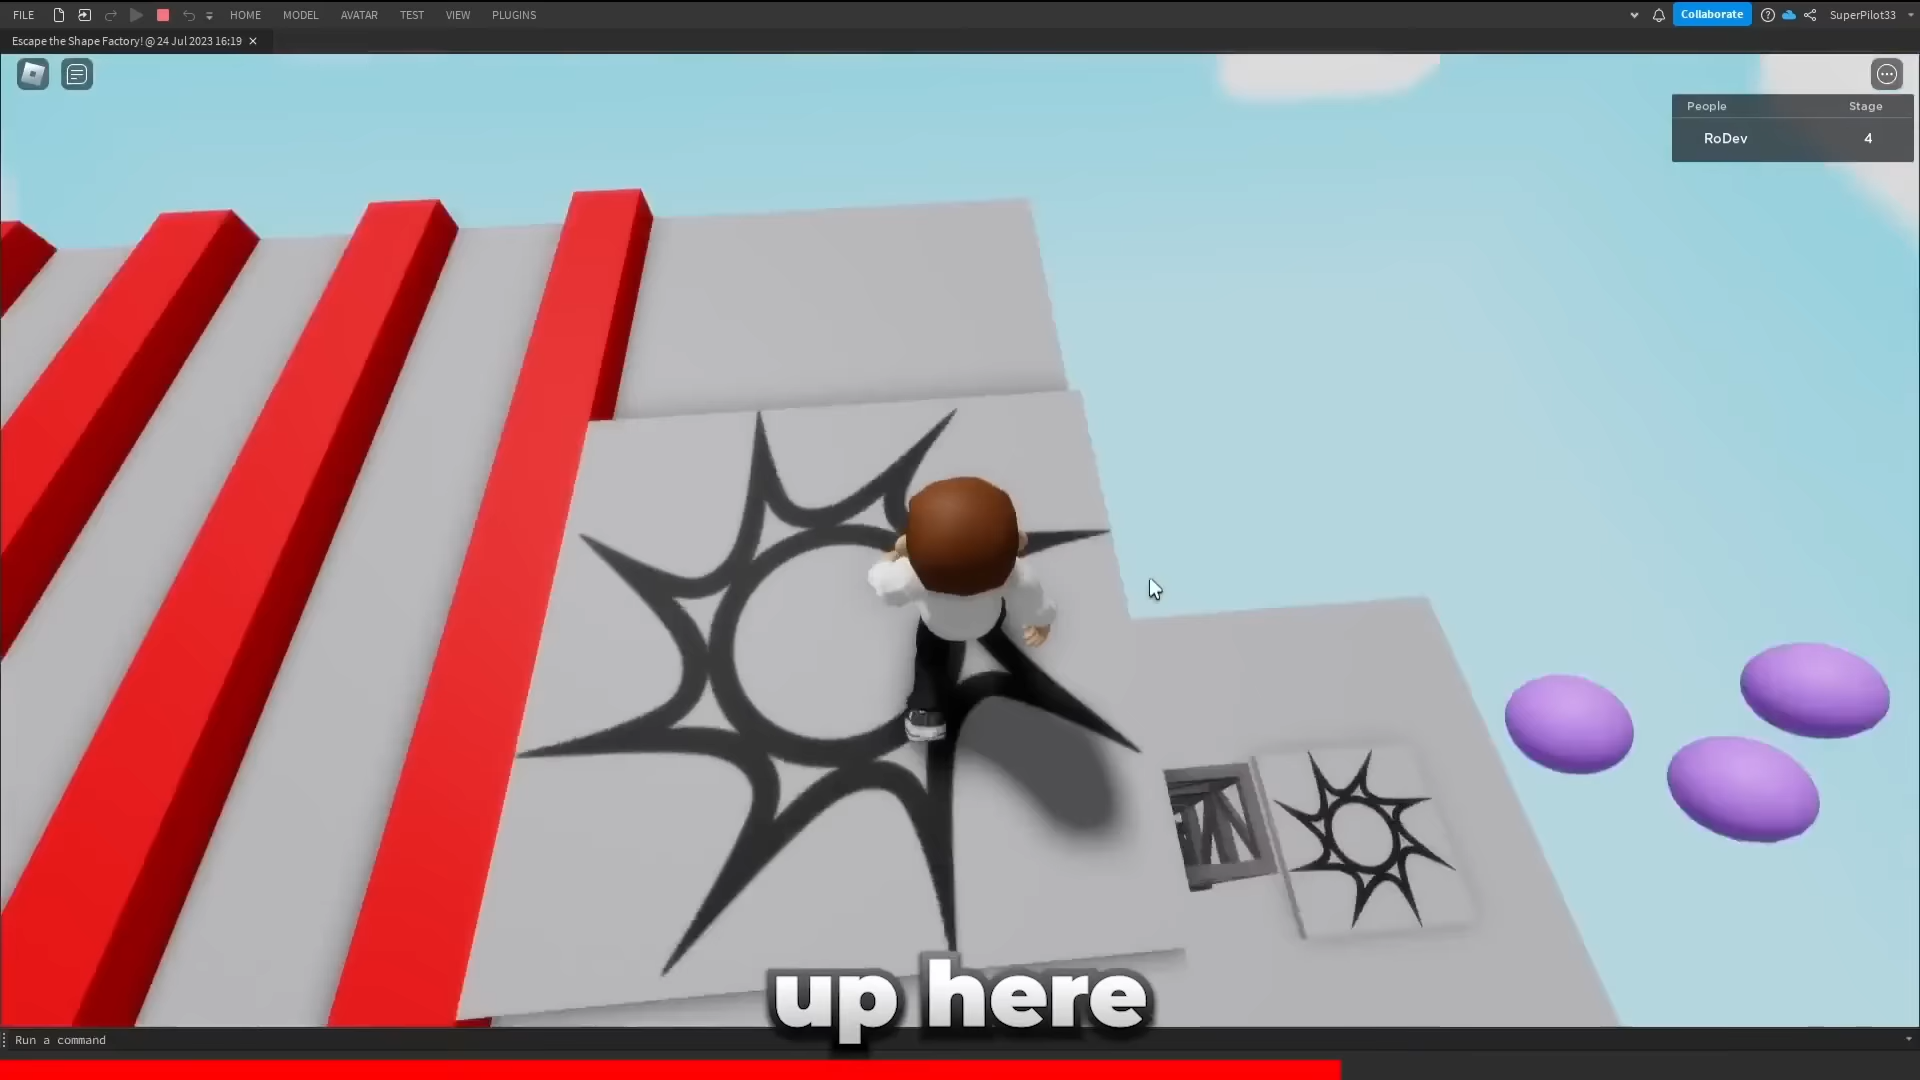 FILE
HOME
MODEL
AVATAR
TEST
VIEW
PLUGINS
Collaborate
SuperPilot33
Escape the Shape Factory! @ 24 Jul 2023 16:19
People Stage
RoDev 4
up here
Run a command